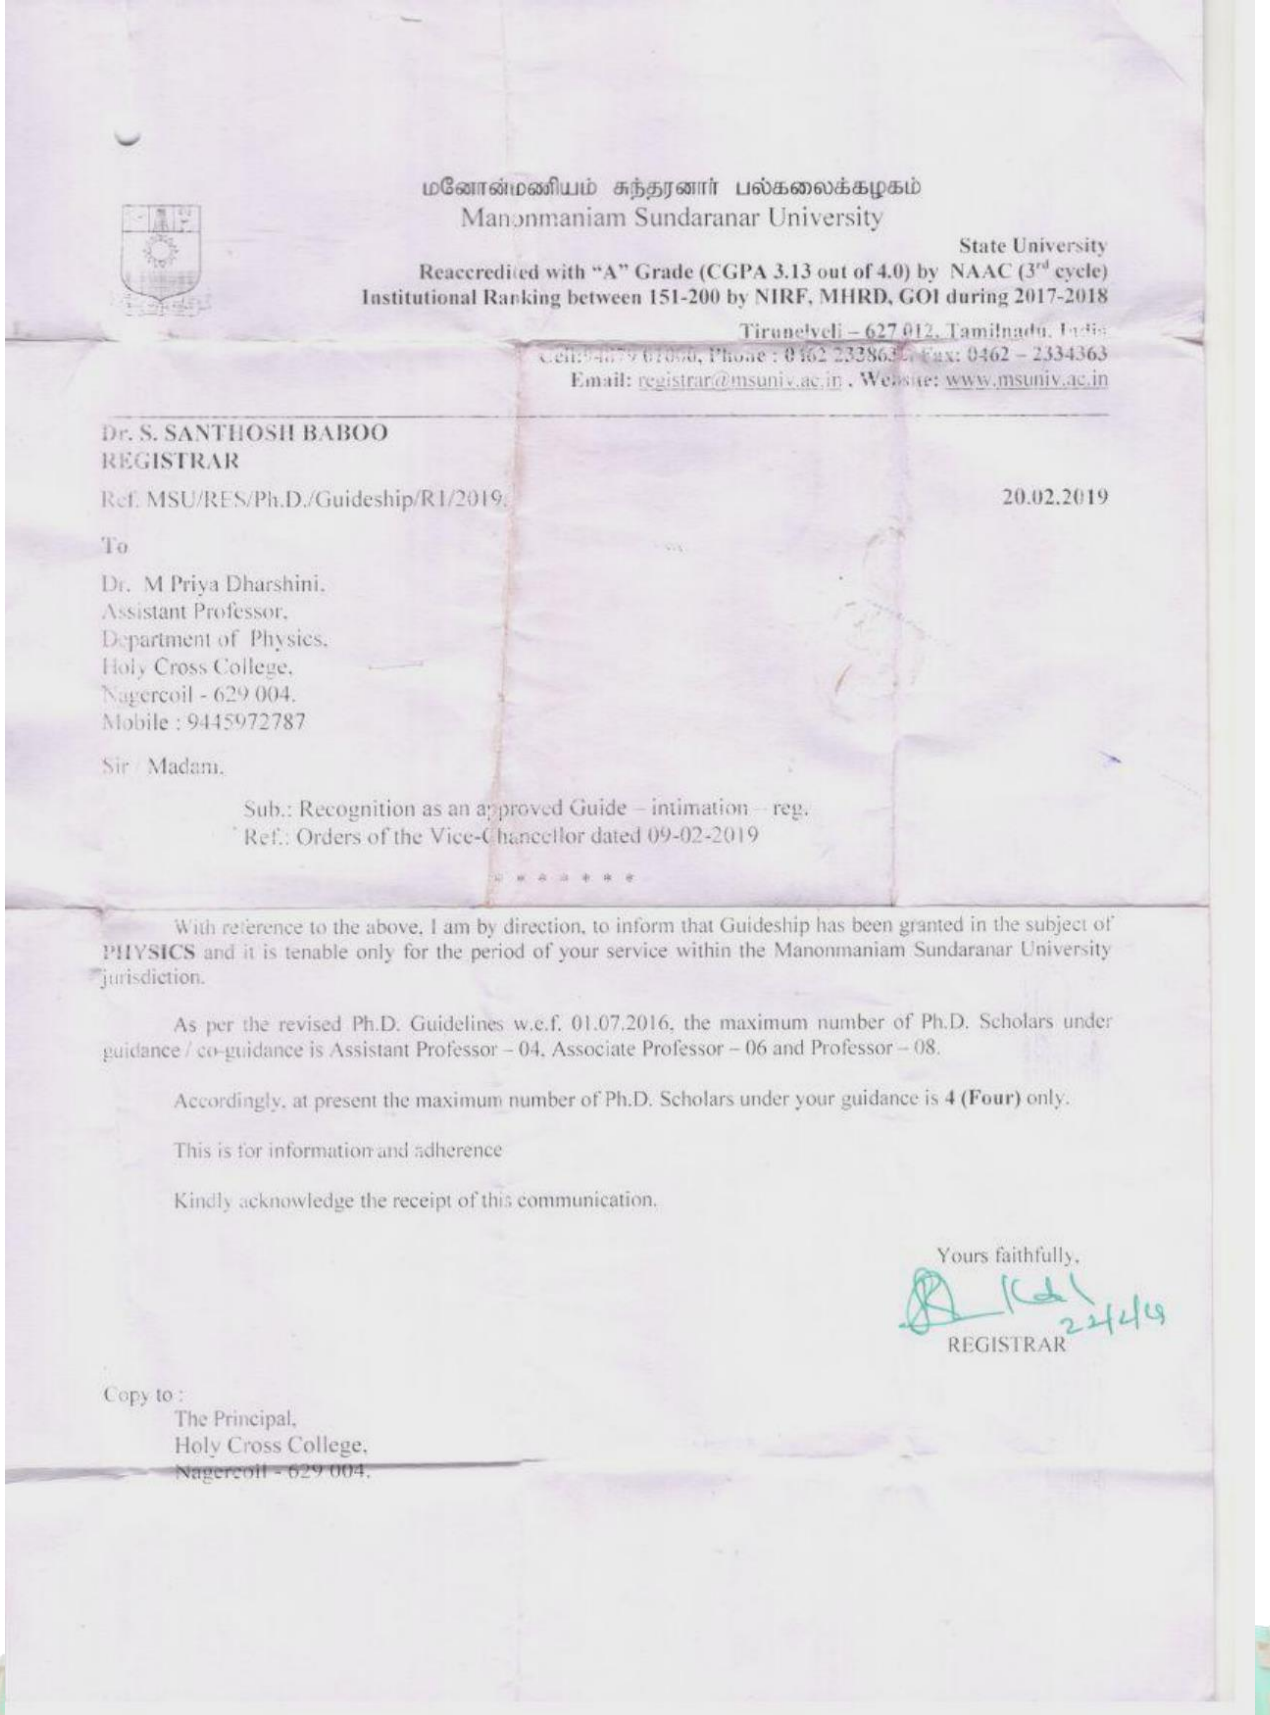 மனோன்மணியம் சுந்தரனார் பல்கலைக்கழகம்
Manonmaniam Sundaranar University
State University
Reaccredited with “A” Grade (CGPA 3.13 out of 4.0) by NAAC (3rd cycle)
Institutional Ranking between 151-200 by NIRF, MHRD, GOI during 2017-2018
Tirunelveli – 627 012, Tamilnadu, India
Phone : Fax: 0462 – 2334363
Email: registrar@msuniv.ac.in , Website: www.msuniv.ac.in
Dr. S. SANTHOSH BABOO
REGISTRAR
Ref. MSU/RES/Ph.D./Guideship/R1/2019.
20.02.2019
To
Dr. M Priya Dharshini,
Assistant Professor,
Department of Physics,
Holy Cross College,
Nagercoil - 629 004.
Mobile : 9445972787
Sir / Madam,
Sub.: Recognition as an approved Guide – intimation – reg.
Ref.: Orders of the Vice-Chancellor dated 09-02-2019
* * * * * * *
With reference to the above, I am by direction, to inform that Guideship has been granted in the subject of
PHYSICS and it is tenable only for the period of your service within the Manonmaniam Sundaranar University
jurisdiction.
As per the revised Ph.D. Guidelines w.e.f. 01.07.2016, the maximum number of Ph.D. Scholars under
guidance / co-guidance is Assistant Professor – 04, Associate Professor – 06 and Professor – 08.
Accordingly, at present the maximum number of Ph.D. Scholars under your guidance is 4 (Four) only.
This is for information and adherence
Kindly acknowledge the receipt of this communication.
Yours faithfully,
22/2/19
REGISTRAR
Copy to :
The Principal,
Holy Cross College,
Nagercoil - 629 004.